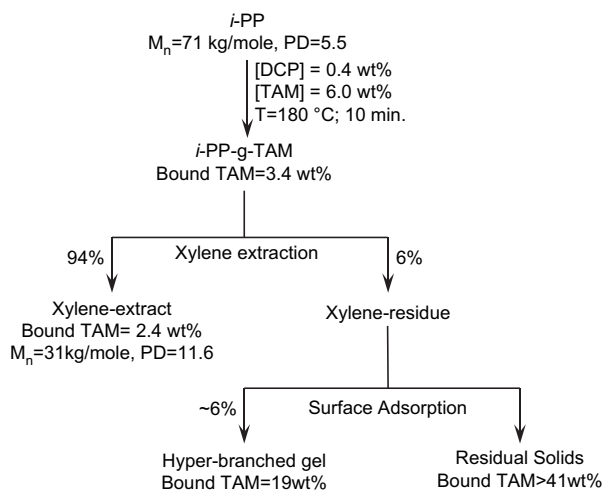 i-PP
Mn=71 kg/mole, PD=5.5
[DCP] = 0.4 wt%
[TAM] = 6.0 wt%
T=180 °C; 10 min.
i-PP-g-TAM
Bound TAM=3.4 wt%
94%
Xylene extraction
6%
Xylene-extract
Bound TAM= 2.4 wt%
Mn=31kg/mole, PD=11.6
Xylene-residue
~6%
Surface Adsorption
Hyper-branched gel
Bound TAM=19wt%
Residual Solids
Bound TAM>41wt%